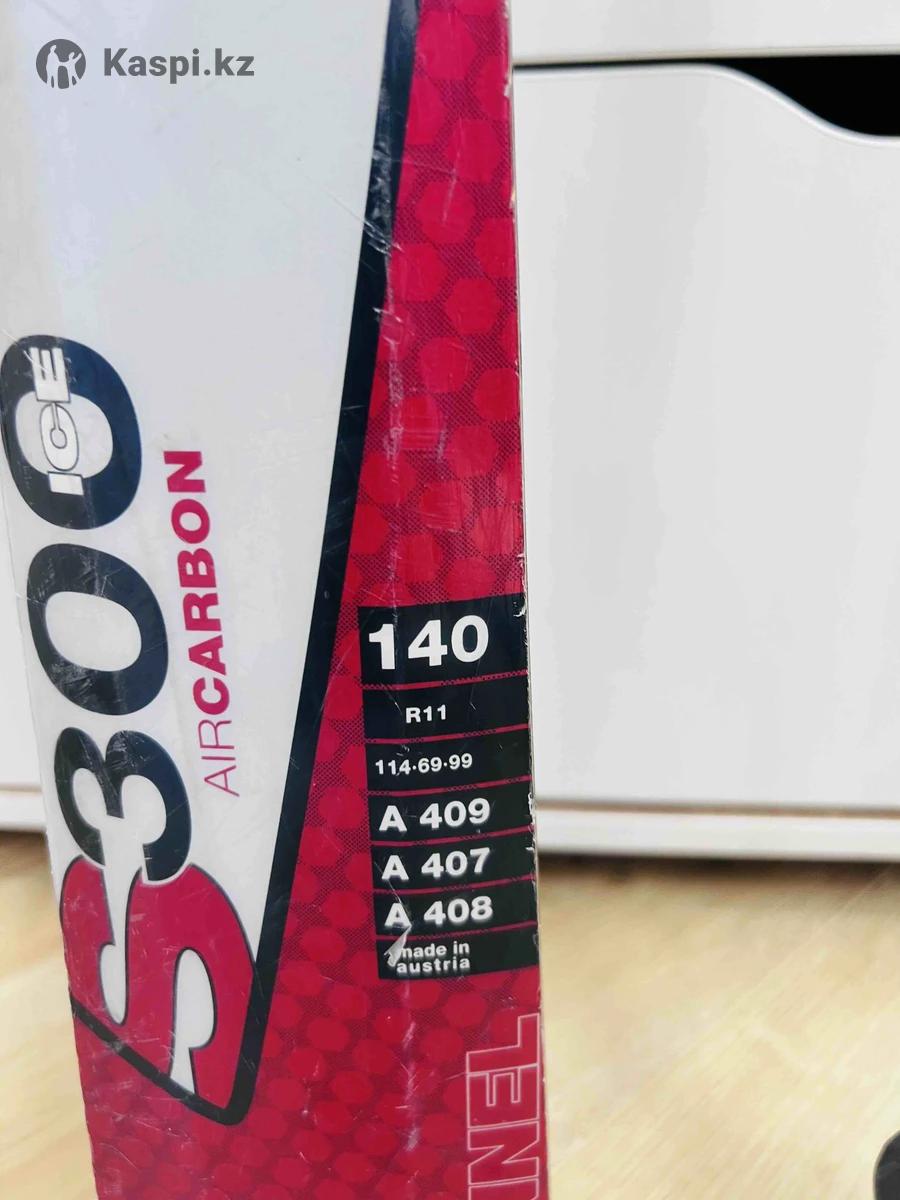 Kaspi.kz
S300
ICE
AIRCARBON
140
R11
114·69·99
A 409
A 407
A 408
made in
austria